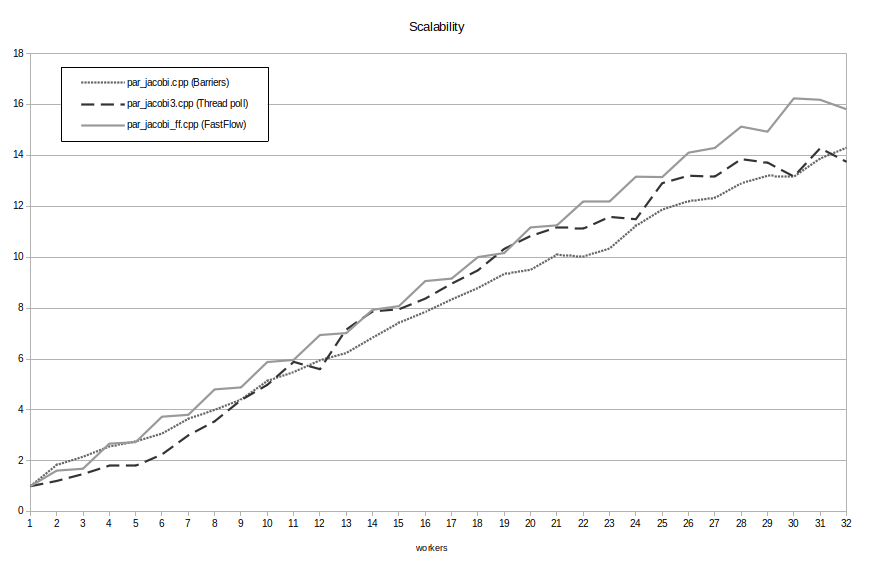 Scalability
18
16
14
12
10
8
6
4
2
0
par_jacobi.cpp (Barriers)
par_jacobi3.cpp (Thread poll)
par_jacobi_ff.cpp (FastFlow)
1 2 3 4 5 6 7 8 9 10 11 12 13 14 15 16 17 18 19 20 21 22 23 24 25 26 27 28 29 30 31 32
workers